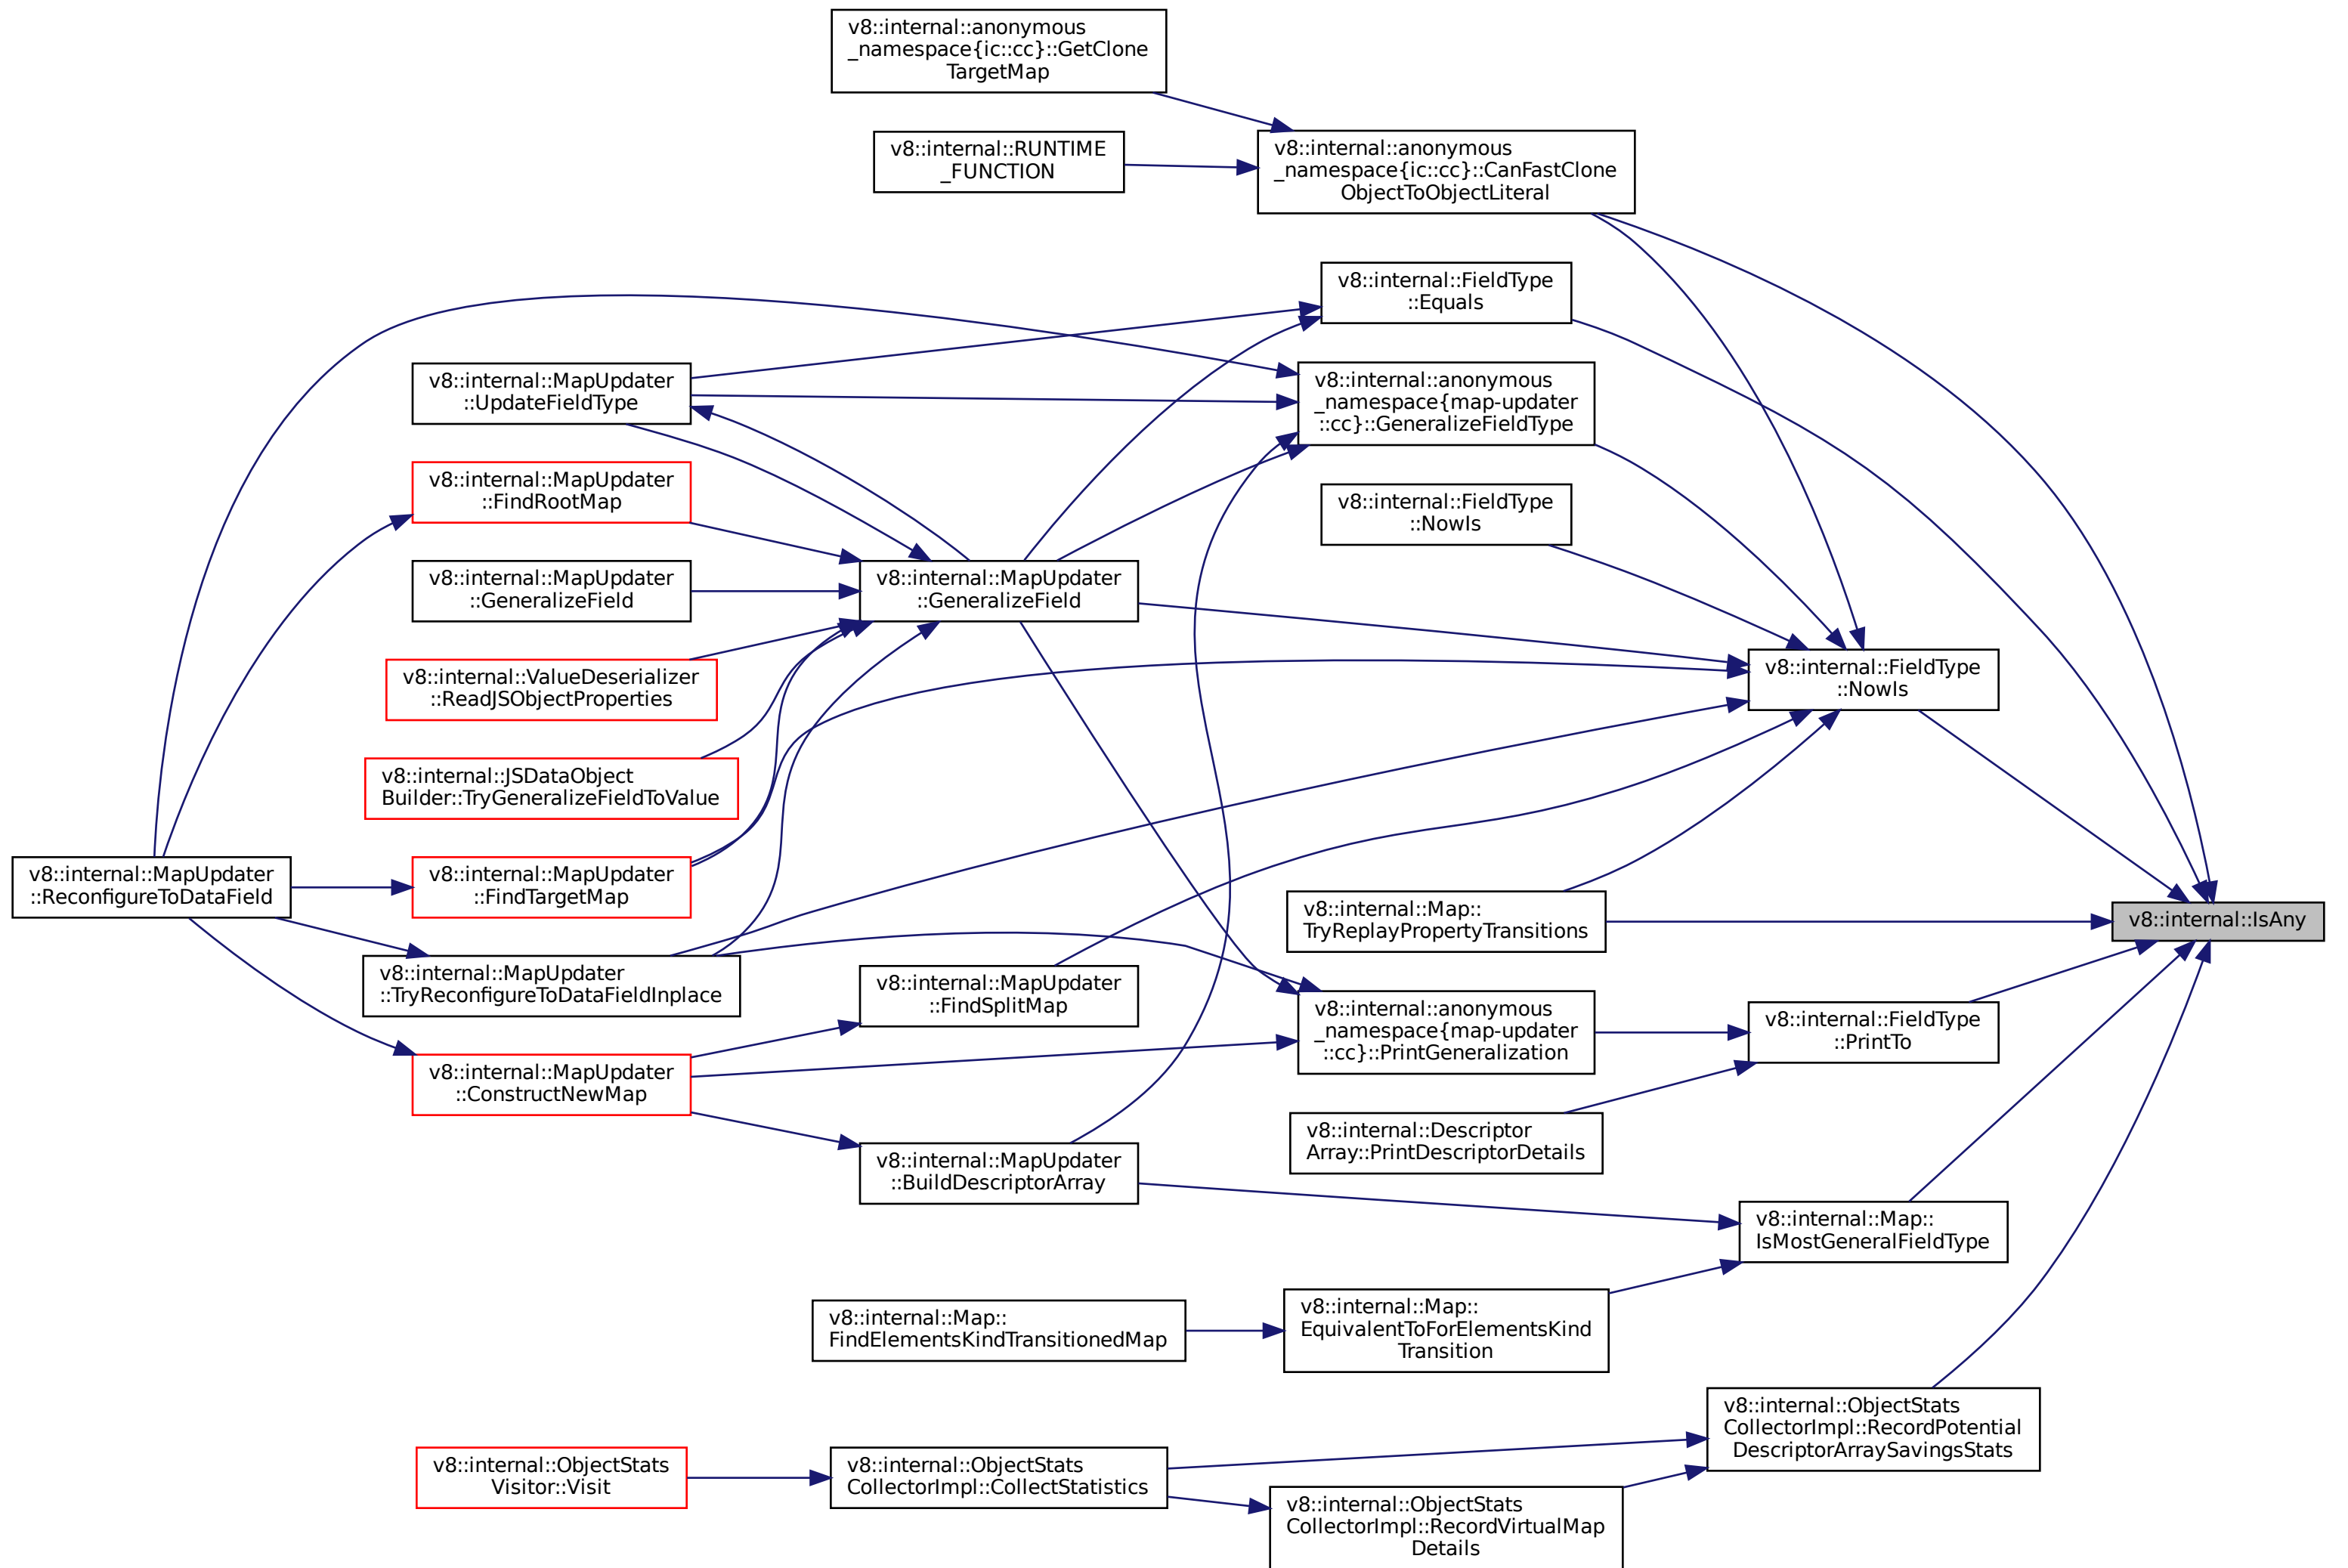 v8::internal::anonymous
_namespace{ic::cc}::GetClone
TargetMap
v8::internal::RUNTIME
_FUNCTION
v8::internal::anonymous
_namespace{ic::cc}::CanFastClone
ObjectToObjectLiteral
v8::internal::FieldType
::Equals
v8::internal::MapUpdater
::UpdateFieldType
v8::internal::anonymous
_namespace{map-updater
::cc}::GeneralizeFieldType
v8::internal::MapUpdater
::FindRootMap
v8::internal::FieldType
::NowIs
v8::internal::MapUpdater
::GeneralizeField
v8::internal::MapUpdater
::GeneralizeField
v8::internal::ValueDeserializer
::ReadJSObjectProperties
v8::internal::FieldType
::NowIs
v8::internal::JSDataObject
Builder::TryGeneralizeFieldToValue
v8::internal::MapUpdater
::ReconfigureToDataField
v8::internal::MapUpdater
::FindTargetMap
v8::internal::Map::
TryReplayPropertyTransitions
v8::internal::IsAny
v8::internal::MapUpdater
::TryReconfigureToDataFieldInplace
v8::internal::MapUpdater
::FindSplitMap
v8::internal::anonymous
_namespace{map-updater
::cc}::PrintGeneralization
v8::internal::FieldType
::PrintTo
v8::internal::MapUpdater
::ConstructNewMap
v8::internal::Descriptor
Array::PrintDescriptorDetails
v8::internal::MapUpdater
::BuildDescriptorArray
v8::internal::Map::
IsMostGeneralFieldType
v8::internal::Map::
FindElementsKindTransitionedMap
v8::internal::Map::
EquivalentToForElementsKind
Transition
v8::internal::ObjectStats
CollectorImpl::RecordPotential
DescriptorArraySavingsStats
v8::internal::ObjectStats
Visitor::Visit
v8::internal::ObjectStats
CollectorImpl::CollectStatistics
v8::internal::ObjectStats
CollectorImpl::RecordVirtualMap
Details